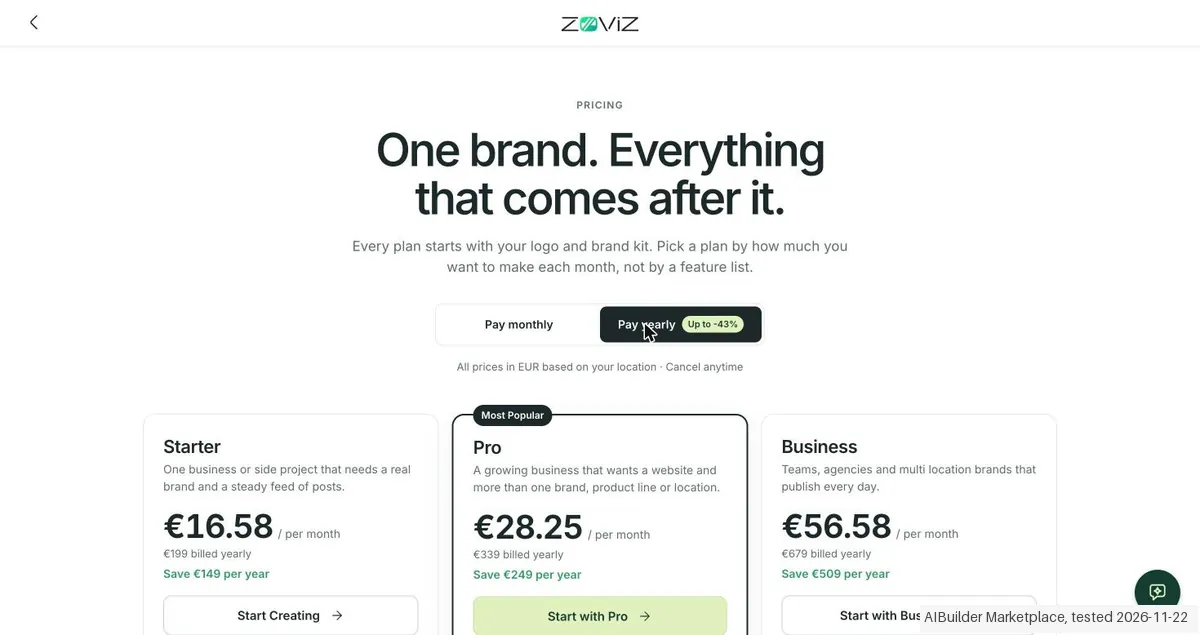 ZOViZ
PRICING
One brand. Everything
that comes after it.
Every plan starts with your logo and brand kit. Pick a plan by how much you
want to make each month, not by a feature list.
Pay monthly
Pay yearly
Up to -43%
All prices in EUR based on your location · Cancel anytime
Starter
One business or side project that needs a real
brand and a steady feed of posts.
€16.58 / per month
€199 billed yearly
Save €149 per year
Start Creating →
Most Popular
Pro
A growing business that wants a website and
more than one brand, product line or location.
€28.25 / per month
€339 billed yearly
Save €249 per year
Start with Pro →
Business
Teams, agencies and multi location brands that
publish every day.
€56.58 / per month
€679 billed yearly
Save €509 per year
Start with Bus
AIBuilder Marketplace, tested 2026-11-22